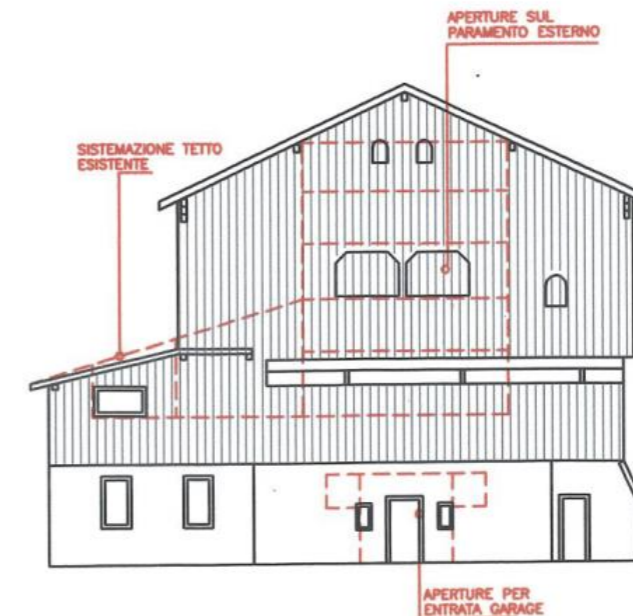 APERTURE SUL
PARAMENTO ESTERNO
SISTEMAZIONE TETTO
ESISTENTE
APERTURE PER
ENTRATA GARAGE